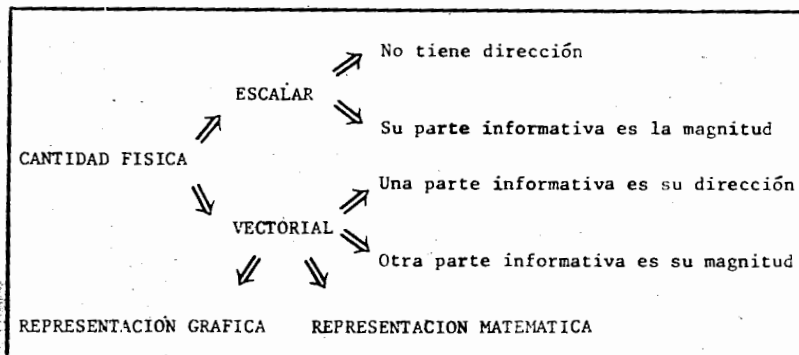 No tiene dirección
ESCALAR
Su parte informativa es la magnitud
CANTIDAD FISICA
Una parte informativa es su dirección
VECTORIAL
Otra parte informativa es su magnitud
REPRESENTACION GRAFICA REPRESENTACION MATEMATICA